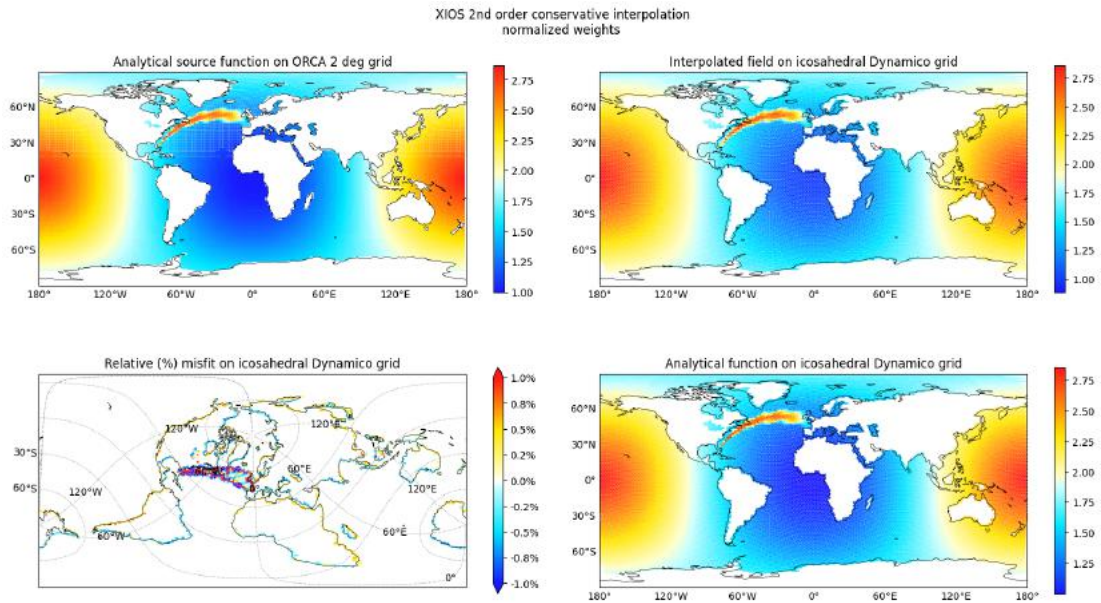 XIOS 2nd order conservative interpolation
normalized weights
Analytical source function on ORCA 2 deg grid
60°N
30°N
0°
30°S
60°S
180°
120°W
60°W
0°
60°E
120°E
180°
2.75
2.50
2.25
2.00
1.75
1.50
1.25
1.00
Interpolated field on icosahedral Dynamico grid
60°N
30°N
0°
30°S
60°S
180°
120°W
60°W
0°
60°E
120°E
180°
2.75
2.50
2.25
2.00
1.75
1.50
1.25
1.00
Relative (%) misfit on icosahedral Dynamico grid
30°S
60°S
120°W
120°E
60°E
120°W
120°E
60°W
60°E
0°
1.0%
0.8%
0.5%
0.2%
0.0%
-0.2%
-0.5%
-0.8%
-1.0%
Analytical function on icosahedral Dynamico grid
60°N
30°N
0°
30°S
60°S
180°
120°W
60°W
0°
60°E
120°E
180°
2.75
2.50
2.25
2.00
1.75
1.50
1.25